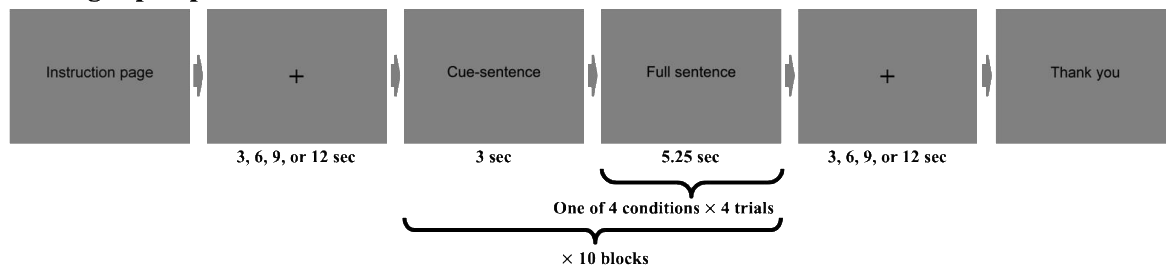 Instruction page
+
Cue-sentence
Full sentence
+
Thank you
3, 6, 9, or 12 sec
3 sec
5.25 sec
3, 6, 9, or 12 sec
One of 4 conditions × 4 trials
× 10 blocks